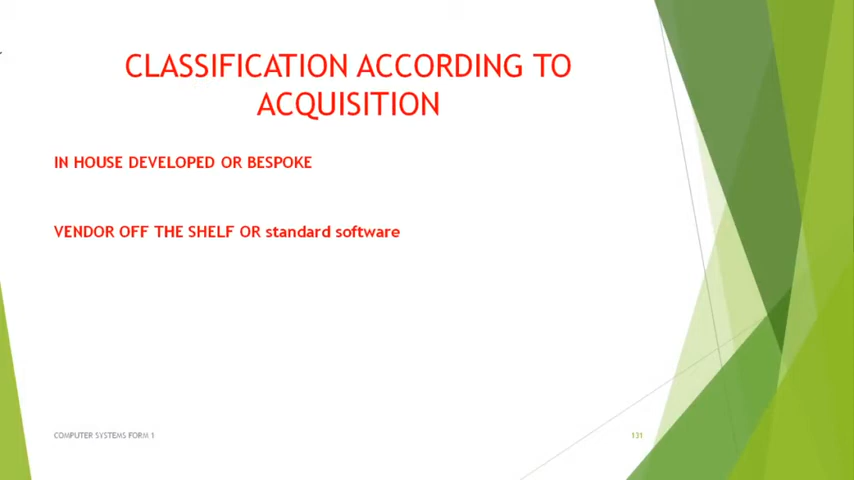 CLASSIFICATION ACCORDING TO
ACQUISITION
IN HOUSE DEVELOPED OR BESPOKE
VENDOR OFF THE SHELF OR standard software
COMPUTER SYSTEMS FORM 1
131